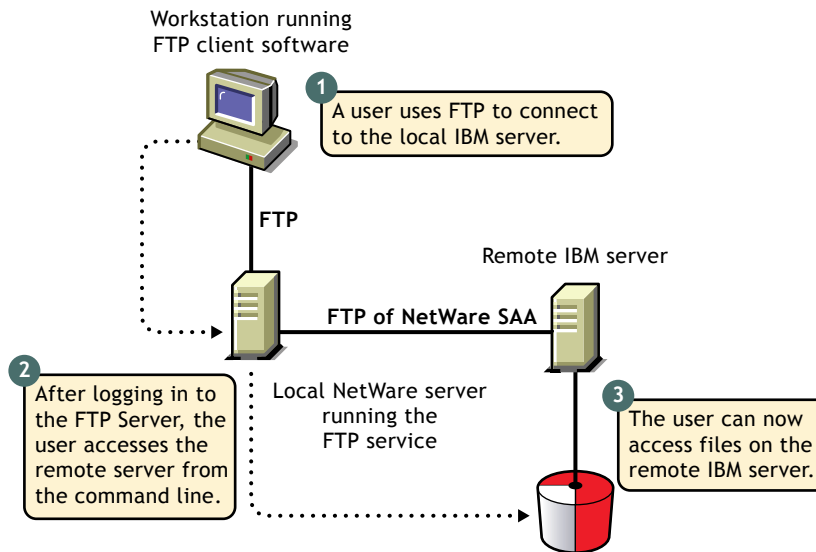 Workstation running
FTP client software
1
A user uses FTP to connect
to the local IBM server.
FTP
Remote IBM server
FTP of NetWare SAA
2
After logging in to
the FTP Server, the
user accesses the
remote server from
the command line.
Local NetWare server
running the
FTP service
3
The user can now
access files on the
remote IBM server.